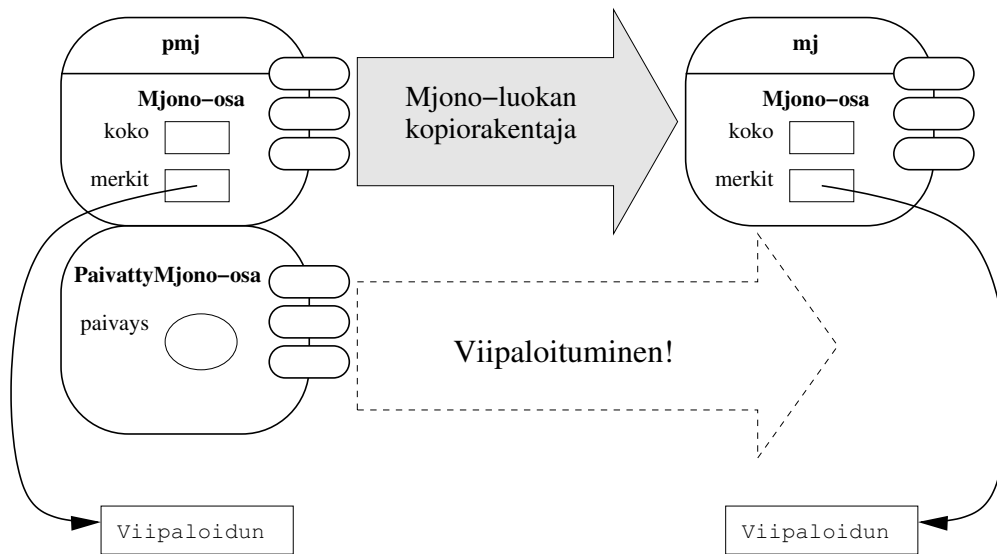 pmj
Mjono-osa
koko
merkit
PaivattyMjono-osa
paivays
Viipaloidun
Mjono-luokan
kopiorakentaja
Viipaloituminen!
mj
Mjono-osa
koko
merkit
Viipaloidun